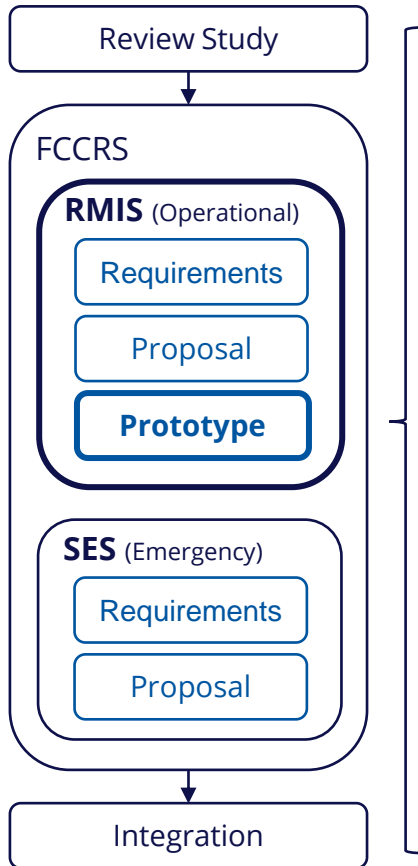 Review Study
FCCRS
RMIS (Operational)
Requirements
Proposal
Prototype
SES (Emergency)
Requirements
Proposal
Integration